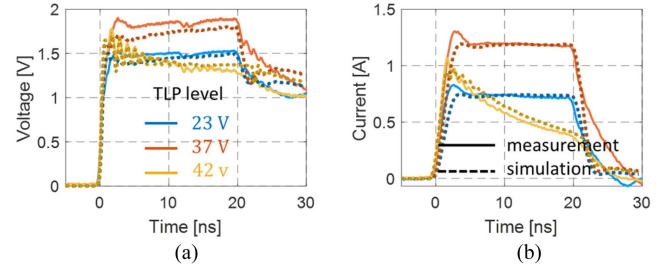 2
1.5
1
0.5
0
Voltage [V]
TLP level
23 V
37 V
42 v
0
10
20
30
Time [ns]
(a)
1.5
1
0.5
0
Current [A]
measurement
simulation
0
10
20
30
Time [ns]
(b)